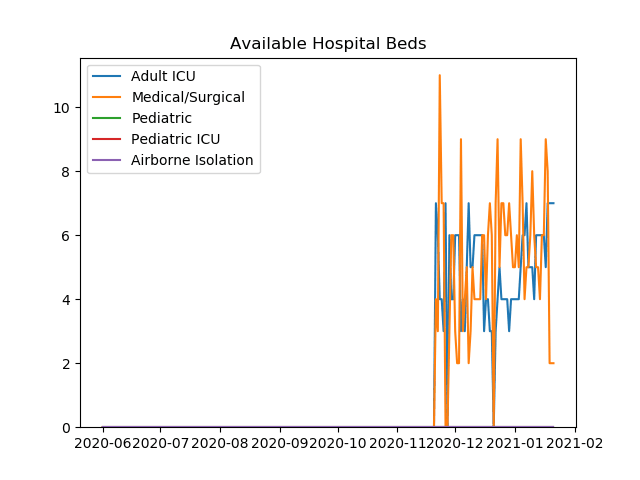 Available Hospital Beds
Adult ICU
Medical/Surgical
Pediatric
Pediatric ICU
Airborne Isolation
10
8
6
4
2
0
2020-06 2020-07 2020-08 2020-09 2020-10 2020-11 2020-12 2021-01 2021-02